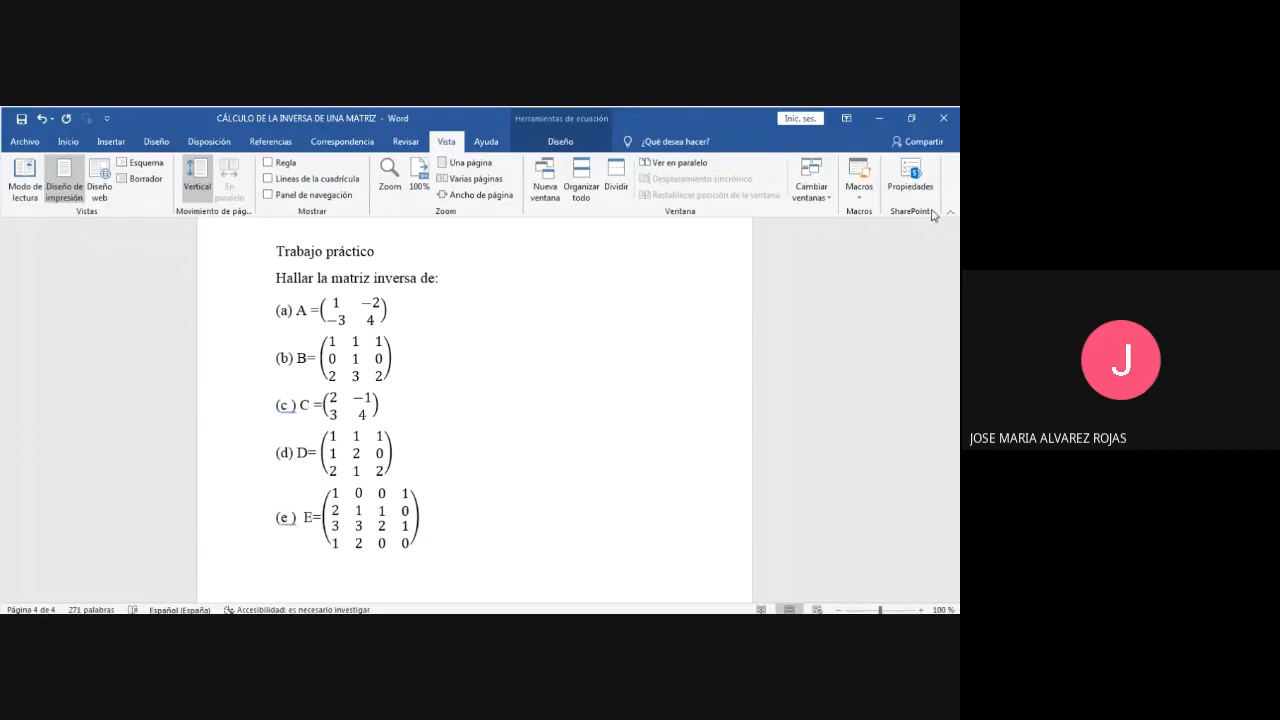 CÁLCULO DE LA INVERSA DE UNA MATRIZ - Word
Herramientas de ecuación
Inic. ses.
Archivo Inicio Insertar Diseño Disposición Referencias Correspondencia Revisar Vista Ayuda Diseño ¿Qué desea hacer? Compartir
Modo de lectura
Diseño de impresión
Diseño web
Esquema
Borrador
Vistas
Vertical
En paralelo
Movimiento de pág...
Regla
Líneas de la cuadrícula
Panel de navegación
Mostrar
Zoom
100%
Una página
Varias páginas
Ancho de página
Zoom
Nueva ventana
Organizar todo
Dividir
Ver en paralelo
Desplazamiento sincrónico
Restablecer posición de la ventana
Ventana
Cambiar ventanas
Macros
Macros
Propiedades
SharePoint
Trabajo práctico
Hallar la matriz inversa de:
(a) A =
1 −2
−3 4
(b) B=
1 1 1
0 1 0
2 3 2
(c ) C =
2 −1
3 4
(d) D=
1 1 1
1 2 0
2 1 2
(e ) E=
1 0 0 1
2 1 1 0
3 3 2 1
1 2 0 0
Página 4 de 4 271 palabras Español (España) Accesibilidad: es necesario investigar 100 %
J
JOSE MARIA ALVAREZ ROJAS